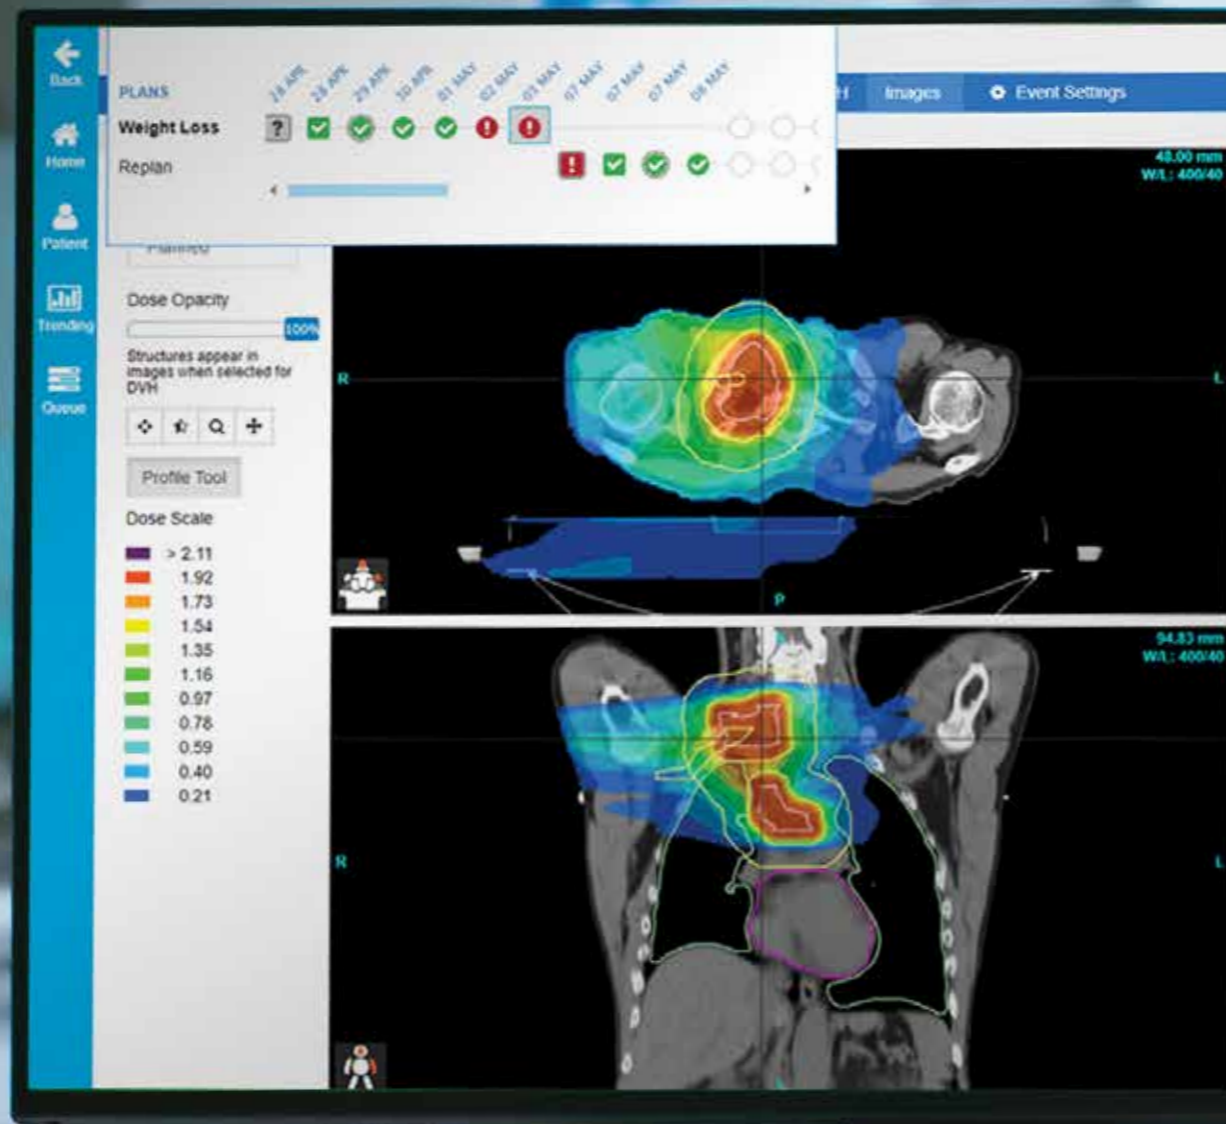 Back
Home
Patient
Trending
Queue
PLANS
28 APR 29 APR 30 APR 01 MAY 02 MAY 03 MAY 07 MAY 07 MAY 07 MAY 08 MAY
Weight Loss
?
Replan
H Images Event Settings
Planned
Dose Opacity
100%
Structures appear in
images when selected for
DVH
Profile Tool
Dose Scale
> 2.11
1.92
1.73
1.54
1.35
1.16
0.97
0.78
0.59
0.40
0.21
48.00 mm
W/L: 400/40
R
L
P
94.83 mm
W/L: 400/40
R
L